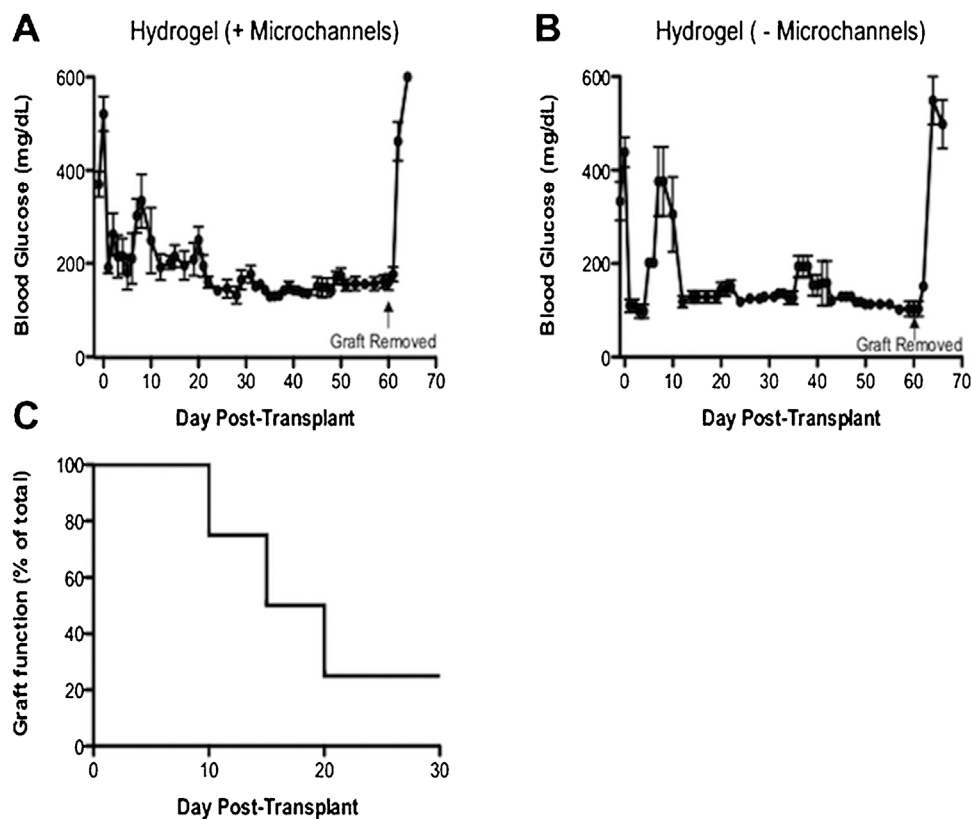 A
Hydrogel (+ Microchannels)
Blood Glucose (mg/dL)
600
400
200
0
0 10 20 30 40 50 60 70
Graft Removed
Day Post-Transplant
B
Hydrogel ( - Microchannels)
Blood Glucose (mg/dL)
600
400
200
0
0 10 20 30 40 50 60 70
Graft Removed
Day Post-Transplant
C
Graft function (% of total)
100
80
60
40
20
0
0 10 20 30
Day Post-Transplant